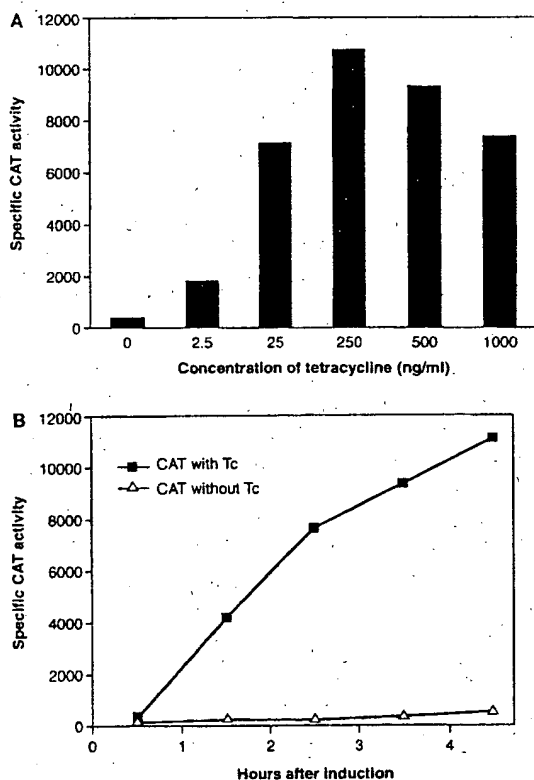 A
12000
10000
8000
6000
4000
2000
0
Specific CAT activity
0 2.5 25 250 500 1000
Concentration of tetracycline (ng/ml)
B
12000
10000
8000
6000
4000
2000
0
Specific CAT activity
CAT with Tc
CAT without Tc
0 1 2 3 4
Hours after induction